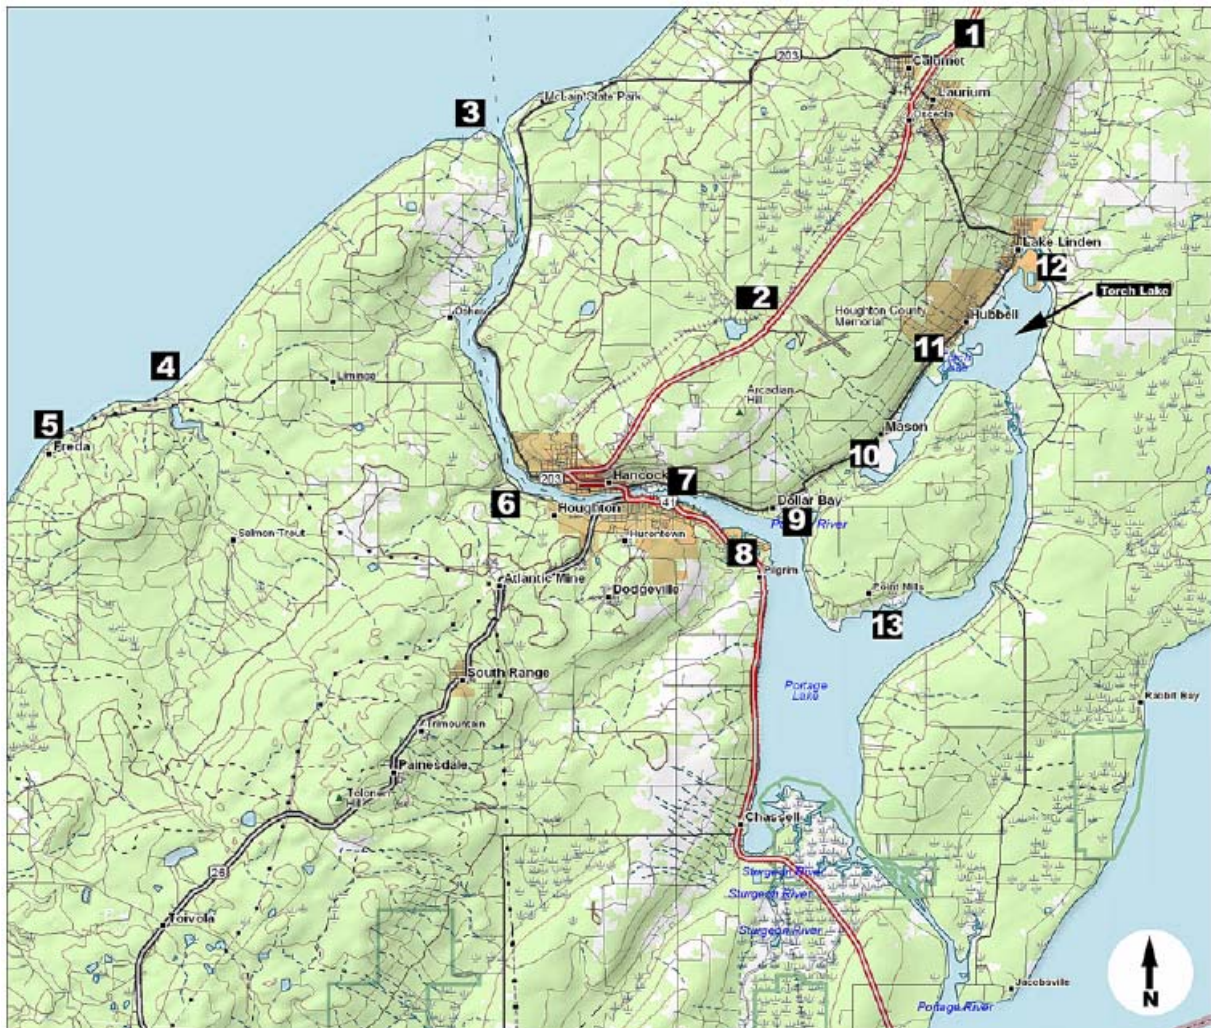 1
203
Calumet
McLain State Park
Laurium
3
Osceola
Lake Linden
12
Torch Lake
2
Houghton County
Memorial
Hubbell
Oskar
11
4
Liminga
Arcadian
Hill
5
Freda
Mason
10
203
Hancock
7
6
41
Dollar Bay
Houghton
9
River
Salmon-Trout
Hurontown
8
Pilgrim
Atlantic Mine
Dodgeville
Point Mills
13
South Range
Portage
Lake
Rabbit Bay
Trimountain
Painesdale
Hill
Chassell
26
Sturgeon River
Sturgeon River
Toivola
Sturgeon River
N
Jacobsville
Portage River